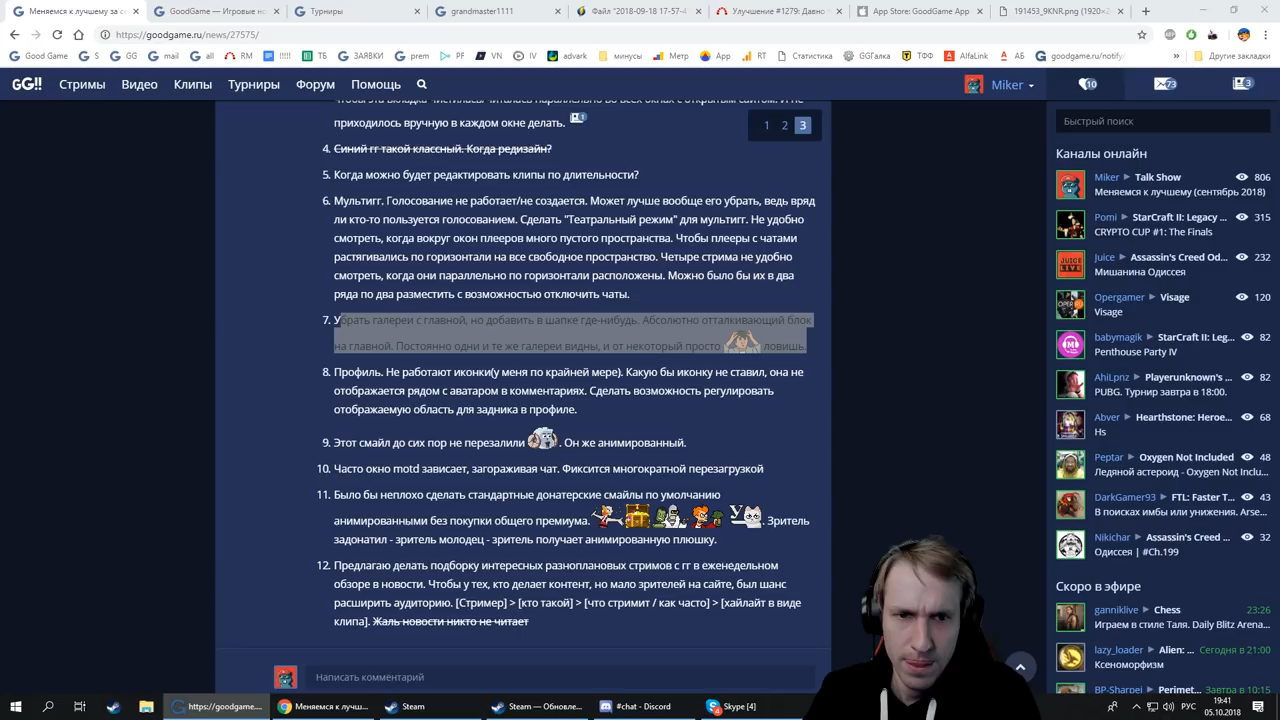 Меняемся к лучшему за се
GoodGame — Игровые но
Турниры
grandmaster1111
Файл "2018-09-18 17-57-4
Улучшение #1279: Давно
App Store: GoodGame App
191453_9KNR.png (1920×2
https://goodgame.ru/news/27575/
Good Game
G S
GG
mail
all
RM
!!!!
ТБ
ЗАЯВКИ
prem
PF
VN
IV
advark
минусы
Метр
App
RT
Статистика
GGГалка
ТФФ
AlfaLink
АБ
goodgame.ru/notify
Другие закладки
GG!!
Стримы
Видео
Клипы
Турниры
Форум
Помощь
Miker
10
73
3
приходилось вручную в каждом окне делать.
1 2 3
4. Синий гг такой классный. Когда редизайн?
5. Когда можно будет редактировать клипы по длительности?
6. Мультигг. Голосование не работает/не создается. Может лучше вообще его убрать, ведь вряд
ли кто-то пользуется голосованием. Сделать "Театральный режим" для мультигг. Не удобно
смотреть, когда вокруг окон плееров много пустого пространства. Чтобы плееры с чатами
растягивались по горизонтали на все свободное пространство. Четыре стрима не удобно
смотреть, когда они параллельно по горизонтали расположены. Можно было бы их в два
ряда по два разместить с возможностью отключить чаты.
7. Убрать галереи с главной, но добавить в шапке где-нибудь. Абсолютно отталкивающий блок
на главной. Постоянно одни и те же галереи видны, и от некоторый просто ловишь.
8. Профиль. Не работают иконки(у меня по крайней мере). Какую бы иконку не ставил, она не
отображается рядом с аватаром в комментариях. Сделать возможность регулировать
отображаемую область для задника в профиле.
9. Этот смайл до сих пор не перезалили . Он же анимированный.
10. Часто окно motd зависает, загораживая чат. Фиксится многократной перезагрузкой
11. Было бы неплохо сделать стандартные донатерские смайлы по умолчанию
анимированными без покупки общего премиума. У . Зритель
задонатил - зритель молодец - зритель получает анимированную плюшку.
12. Предлагаю делать подборку интересных разноплановых стримов с гг в еженедельном
обзоре в новости. Чтобы у тех, кто делает контент, но мало зрителей на сайте, был шанс
расширить аудиторию. [Стример] > [кто такой] > [что стримит / как часто] > [хайлайт в виде
клипа]. Жаль новости никто не читает
Написать комментарий
Быстрый поиск
Каналы онлайн
Miker Talk Show 806
Меняемся к лучшему (сентябрь 2018)
Pomi StarCraft II: Legacy ... 315
CRYPTO CUP #1: The Finals
Juice Assassin's Creed Od... 232
Мишанина Одиссея
Opergamer Visage 120
Visage
babymagik StarCraft II: Leg... 82
Penthouse Party IV
AhiLpnz Playerunknown's ... 82
PUBG. Турнир завтра в 18:00.
Abver Hearthstone: Heroe... 68
Hs
Peptar Oxygen Not Included 48
Ледяной астероид - Oxygen Not Inclu...
DarkGamer93 FTL: Faster T... 43
В поисках имбы или унижения. Arse...
Nikichar Assassin's Creed ... 32
Одиссея | #Ch.199
Скоро в эфире
ganniklive Chess 23:26
Играем в стиле Таля. Daily Blitz Arena...
lazy_loader Alien: ... Сегодня в 21:00
Ксеноморфизм
BP-Sharpei Perimet... Завтра в 10:15
https://goodgame....
Меняемся к лучш...
Steam
Steam — Обновле...
#chat - Discord
Skype [4]
РУС
19:41
05.10.2018